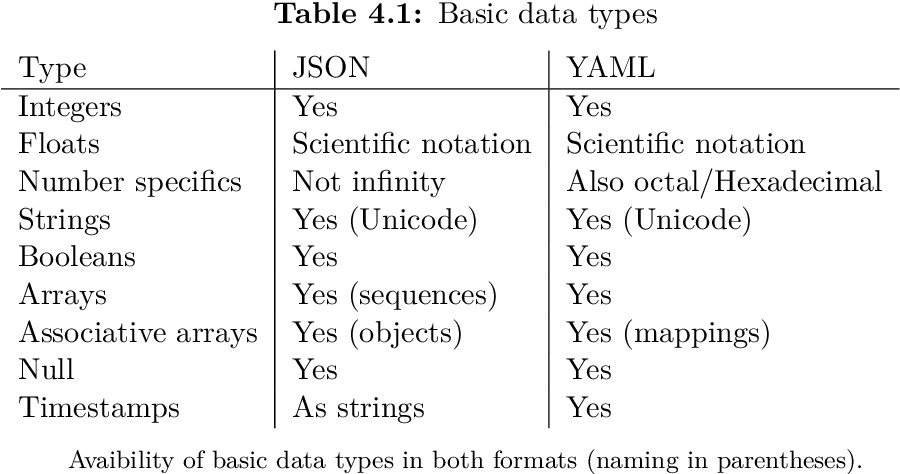 Table 4.1: Basic data types
Type JSON YAML
Integers Yes Yes
Floats Scientific notation Scientific notation
Number specifics Not infinity Also octal/Hexadecimal
Strings Yes (Unicode) Yes (Unicode)
Booleans Yes Yes
Arrays Yes (sequences) Yes
Associative arrays Yes (objects) Yes (mappings)
Null Yes Yes
Timestamps As strings Yes
Avaibility of basic data types in both formats (naming in parentheses).